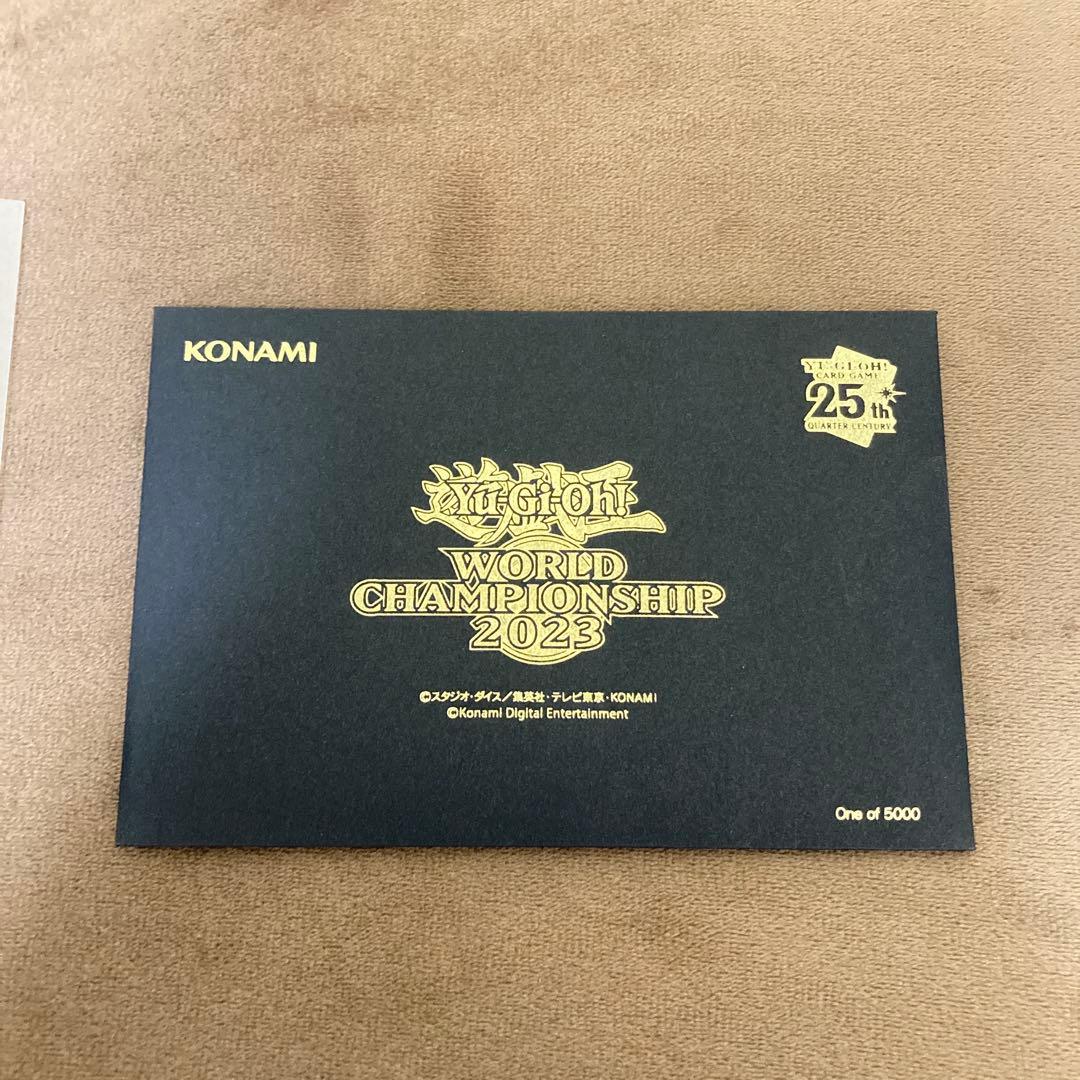 KONAMI
YU-GI-OH!
CARD GAME
25th
QUARTER CENTURY
遊戯王
Yu-Gi-Oh!
WORLD
CHAMPIONSHIP
2023
©スタジオ・ダイス／集英社・テレビ東京・KONAMI
©Konami Digital Entertainment
One of 5000